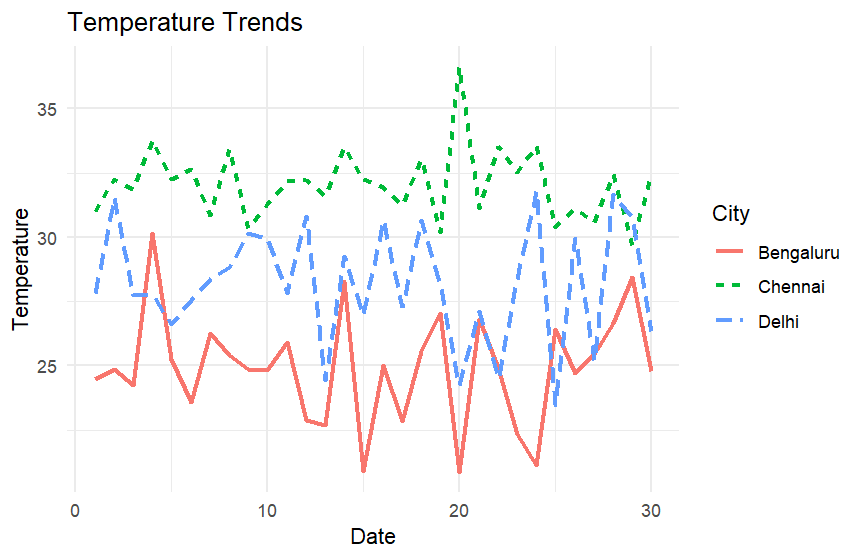 Temperature Trends
35
30
25
Temperature
0
10
20
30
Date
City
Bengaluru
Chennai
Delhi